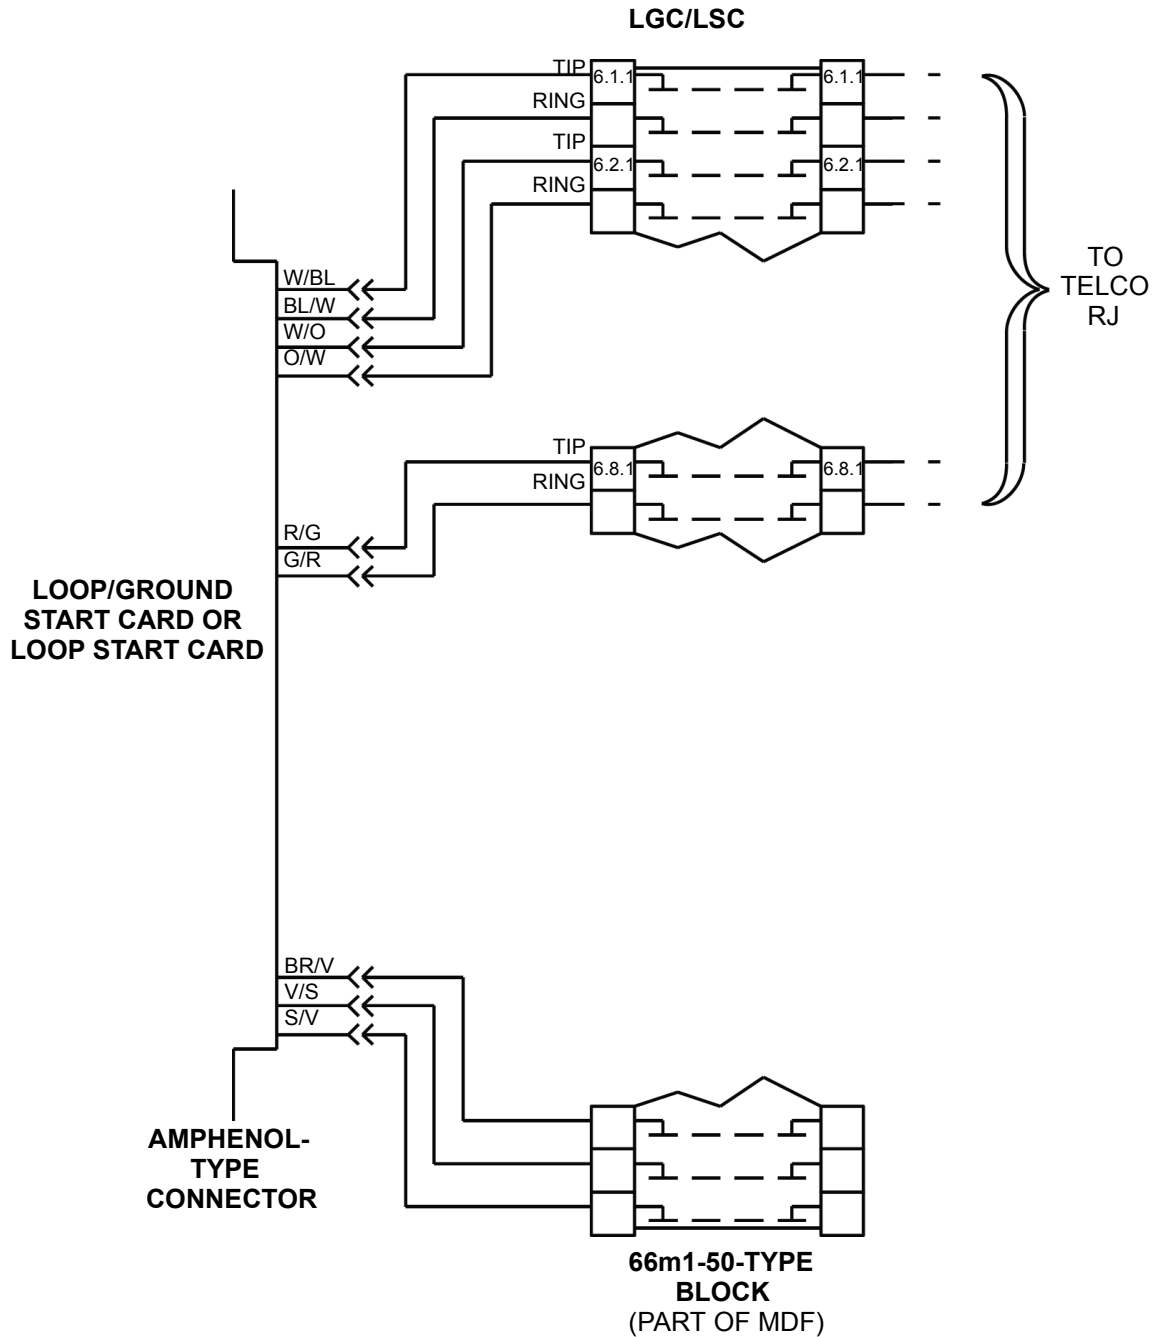 LGC/LSC
TIP 6.1.1 6.1.1
RING
TIP 6.2.1 6.2.1
RING
W/BL
BL/W
W/O
O/W
TO
TELCO
RJ
TIP 6.8.1 6.8.1
RING
R/G
G/R
LOOP/GROUND
START CARD OR
LOOP START CARD
BR/V
V/S
S/V
AMPHENOL-
TYPE
CONNECTOR
66m1-50-TYPE
BLOCK
(PART OF MDF)